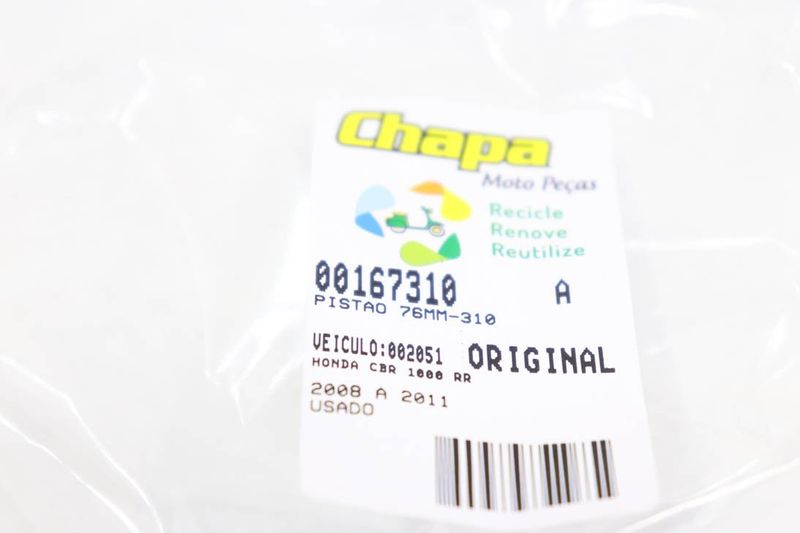 Chapa
Moto Peças
Recicle
Renove
Reutilize
00167310 A
PISTAO 76MM-310
VEICULO:002051 ORIGINAL
HONDA CBR 1000 RR
2008 A 2011
USADO